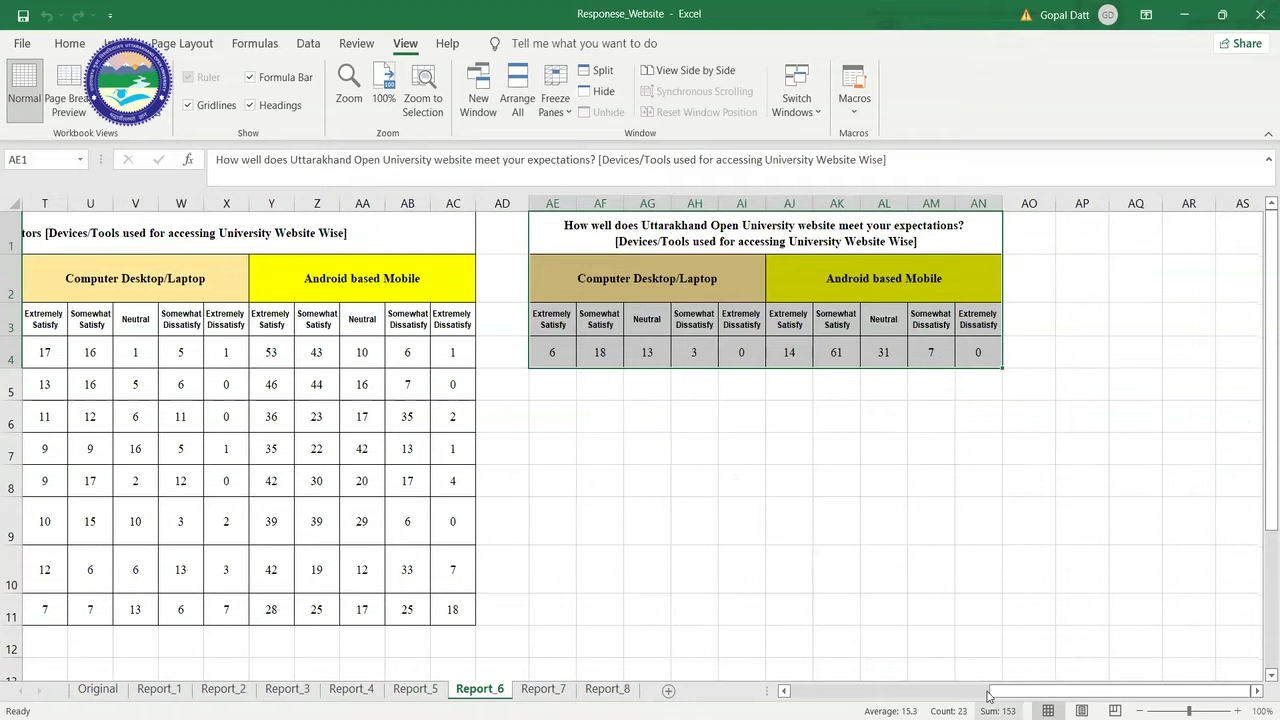 Responese_Website - Excel
Gopal Datt
GD
File Home Page Layout Formulas Data Review View Help Tell me what you want to do Share
Normal
Page Break
Preview
Workbook Views
Ruler Formula Bar
Gridlines Headings
Show
Zoom
100%
Zoom to
Selection
Zoom
New
Window
Arrange
All
Freeze
Panes
Split
Hide
Unhide
View Side by Side
Synchronous Scrolling
Reset Window Position
Window
Switch
Windows
Macros
Macros
AE1
fx
How well does Uttarakhand Open University website meet your expectations? [Devices/Tools used for accessing University Website Wise]
T U V W X Y Z AA AB AC AD AE AF AG AH AI AJ AK AL AM AN AO AP AQ AR AS
1 tors [Devices/Tools used for accessing University Website Wise]
How well does Uttarakhand Open University website meet your expectations?
[Devices/Tools used for accessing University Website Wise]
2 Computer Desktop/Laptop Android based Mobile Computer Desktop/Laptop Android based Mobile
3 Extremely Satisfy Somewhat Satisfy Neutral Somewhat Dissatisfy Extremely Dissatisfy Extremely Satisfy Somewhat Satisfy Neutral Somewhat Dissatisfy Extremely Dissatisfy Extremely Satisfy Somewhat Satisfy Neutral Somewhat Dissatisfy Extremely Dissatisfy Extremely Satisfy Somewhat Satisfy Neutral Somewhat Dissatisfy Extremely Dissatisfy
4 17 16 1 5 1 53 43 10 6 1 6 18 13 3 0 14 61 31 7 0
5 13 16 5 6 0 46 44 16 7 0
6 11 12 6 11 0 36 23 17 35 2
7 9 9 16 5 1 35 22 42 13 1
8 9 17 2 12 0 42 30 20 17 4
9 10 15 10 3 2 39 39 29 6 0
10 12 6 6 13 3 42 19 12 33 7
11 7 7 13 6 7 28 25 17 25 18
12
Original Report_1 Report_2 Report_3 Report_4 Report_5 Report_6 Report_7 Report_8
Ready Average: 15.3 Count: 23 Sum: 153 100%